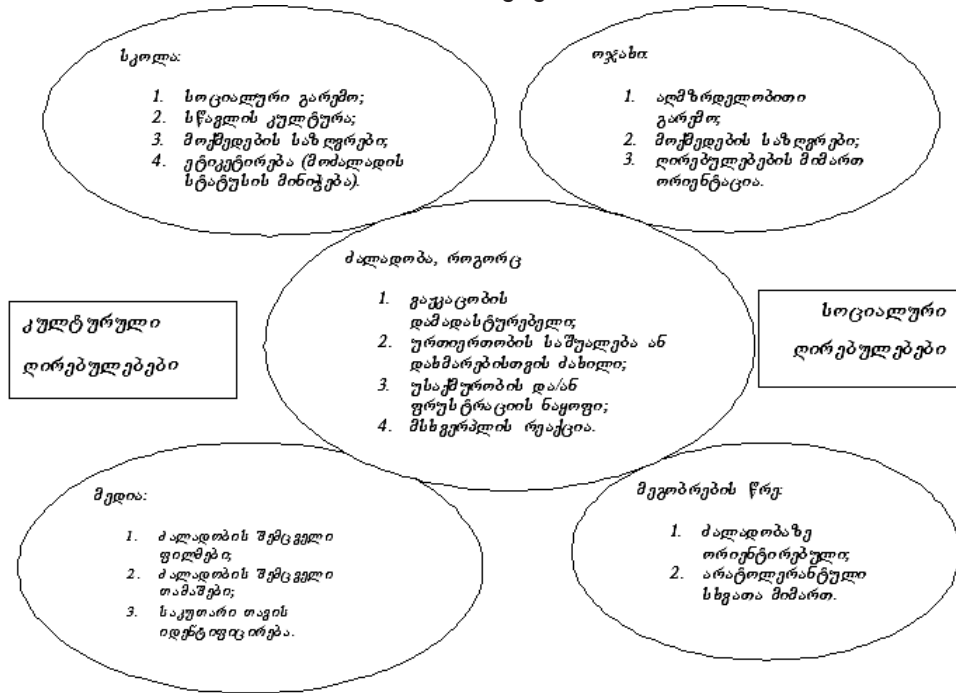 სკოლა:
1. სოციალური გარემო;
2. სწავლის კულტურა;
3. მოქმედების საზღვრები;
4. ეტიკეტირება (მოძალადის
სტატუსის მინიჭება).
ოჯახი:
1. აღმზრდელობითი
გარემო;
2. მოქმედების საზღვრები;
3. ღირებულებების მიმართ
ორიენტაცია.
ძალადობა, როგორც
1. ვაჟკაცობის
დამადასტურებელი;
2. ურთიერთობის საშუალება ან
დახმარებისთვის ძახილი;
3. უსაქმურობის და/ან
ფრუსტრაციის ნაყოფი;
4. მსხვერპლის რეაქცია.
კულტურული
ღირებულებები
სოციალური
ღირებულებები
მედია:
1. ძალადობის შემცველი
ფილმები;
2. ძალადობის შემცველი
თამაშები;
3. საკუთარი თავის
იდენტიფიცირება.
მეგობრების წრე:
1. ძალადობაზე
ორიენტირებული;
2. არატოლერანტული
სხვათა მიმართ.